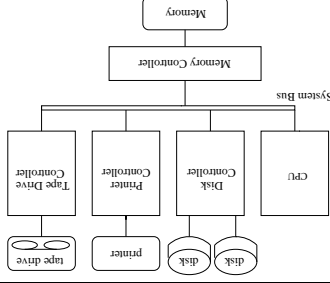 disk disk printer tape drive
CPU
Disk
Controller
Printer
Controller
Tape Drive
Controller
System Bus
Memory Controller
Memory